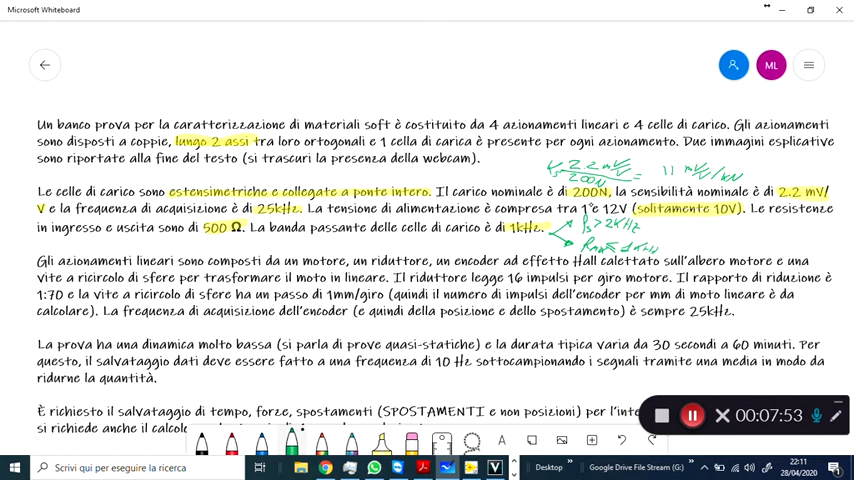 Microsoft Whiteboard
ML
Un banco prova per la caratterizzazione di materiali soft è costituito da 4 azionamenti lineari e 4 celle di carico. Gli azionamenti
sono disposti a coppie, lungo 2 assi tra loro ortogonali e 1 cella di carica è presente per ogni azionamento. Due immagini esplicative
sono riportate alla fine del testo (si trascuri la presenza della webcam).
2.2 mV/V
200N
= 11 mV/V/kN
Le celle di carico sono estensimetriche e collegate a ponte intero. Il carico nominale è di 200N, la sensibilità nominale è di 2.2 mV/
V e la frequenza di acquisizione è di 25kHz. La tensione di alimentazione è compresa tra 1 e 12V (solitamente 10V). Le resistenze
in ingresso e uscita sono di 500 Ω. La banda passante delle celle di carico è di 1kHz.
> 2kHz
Gli azionamenti lineari sono composti da un motore, un riduttore, un encoder ad effetto Hall calettato sull'albero motore e una
vite a ricircolo di sfere per trasformare il moto in lineare. Il riduttore legge 16 impulsi per giro motore. Il rapporto di riduzione è
1:70 e la vite a ricircolo di sfere ha un passo di 1mm/giro (quindi il numero di impulsi dell'encoder per mm di moto lineare è da
calcolare). La frequenza di acquisizione dell'encoder (e quindi della posizione e dello spostamento) è sempre 25kHz.
La prova ha una dinamica molto bassa (si parla di prove quasi-statiche) e la durata tipica varia da 30 secondi a 60 minuti. Per
questo, il salvataggio dati deve essere fatto a una frequenza di 10 Hz sottocampionando i segnali tramite una media in modo da
ridurne la quantità.
È richiesto il salvataggio di tempo, forze, spostamenti (SPOSTAMENTI e non posizioni) per l'inte
si richiede anche il calcolo
00:07:53
Scrivi qui per eseguire la ricerca
Desktop
Google Drive File Stream (G:)
22:11
28/04/2020